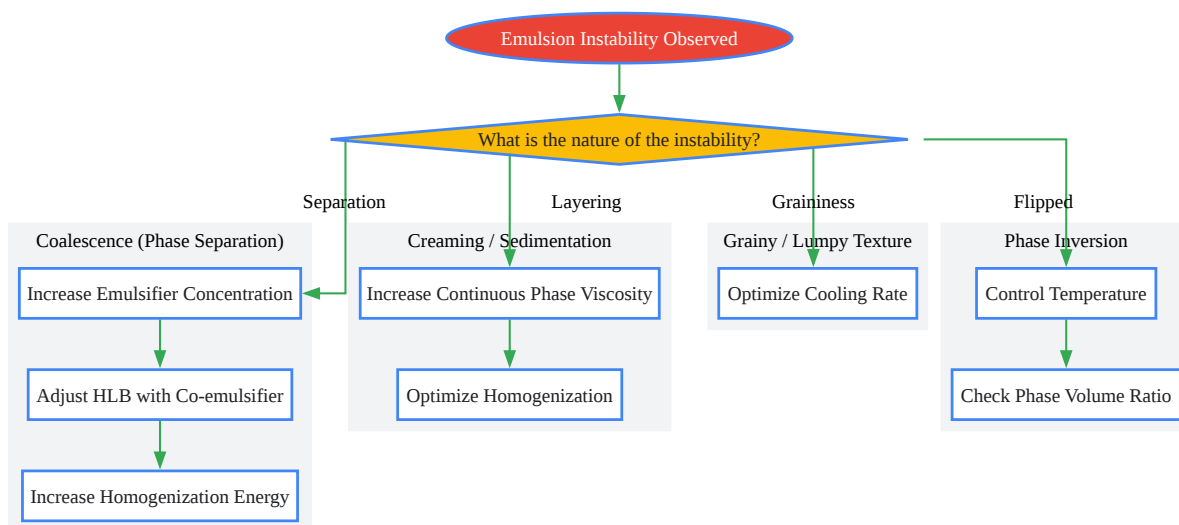 Emulsion Instability Observed
What is the nature of the instability?
Separation
Layering
Graininess
Flipped
Coalescence (Phase Separation)
Creaming / Sedimentation
Grainy / Lumpy Texture
Phase Inversion
Increase Emulsifier Concentration
Increase Continuous Phase Viscosity
Optimize Cooling Rate
Control Temperature
Adjust HLB with Co-emulsifier
Optimize Homogenization
Check Phase Volume Ratio
Increase Homogenization Energy